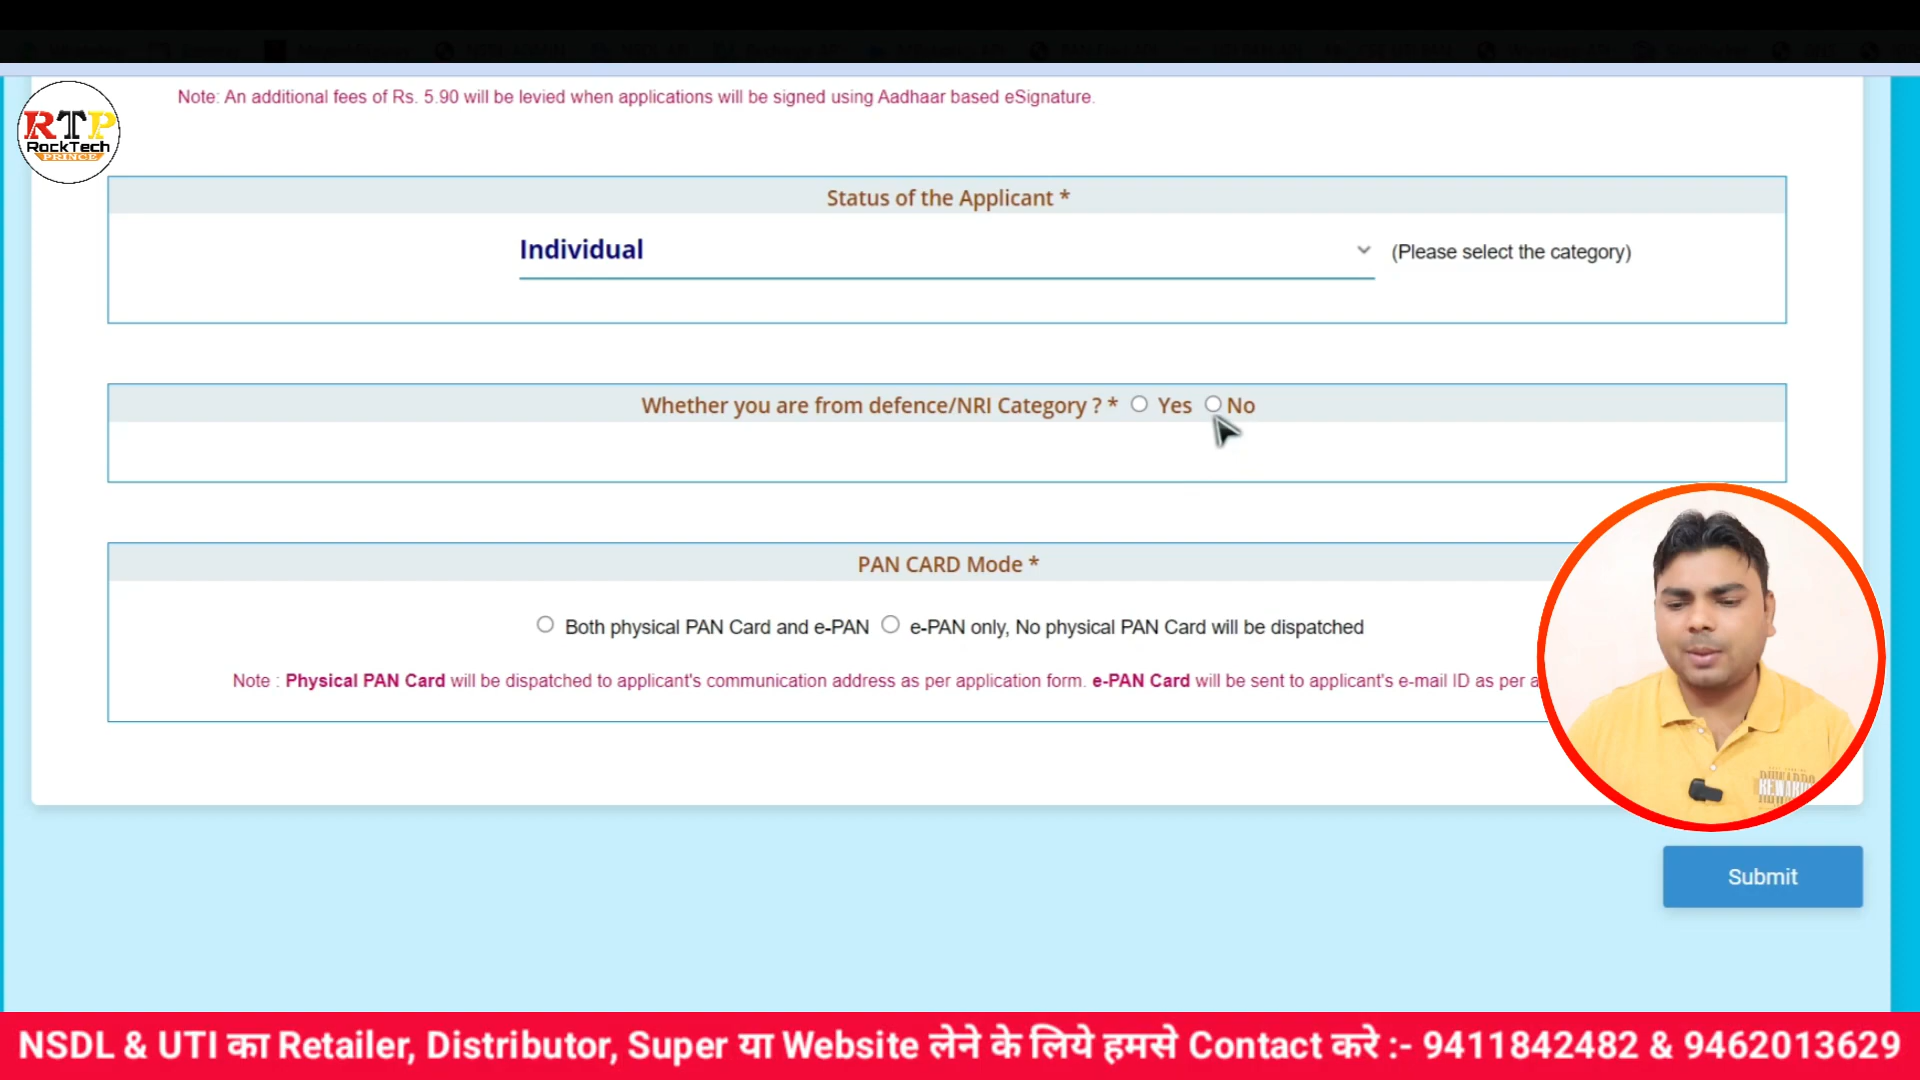 Note: An additional fees of Rs. 5.90 will be levied when applications will be signed using Aadhaar based eSignature.
RTP
RockTech
PRINCE
Status of the Applicant *
Individual
(Please select the category)
Whether you are from defence/NRI Category ? * Yes No
PAN CARD Mode *
Both physical PAN Card and e-PAN e-PAN only, No physical PAN Card will be dispatched
Note : Physical PAN Card will be dispatched to applicant's communication address as per application form. e-PAN Card will be sent to applicant's e-mail ID as per
Submit
NSDL & UTI का Retailer, Distributor, Super या Website लेने के लिये हमसे Contact करे :- 9411842482 & 9462013629